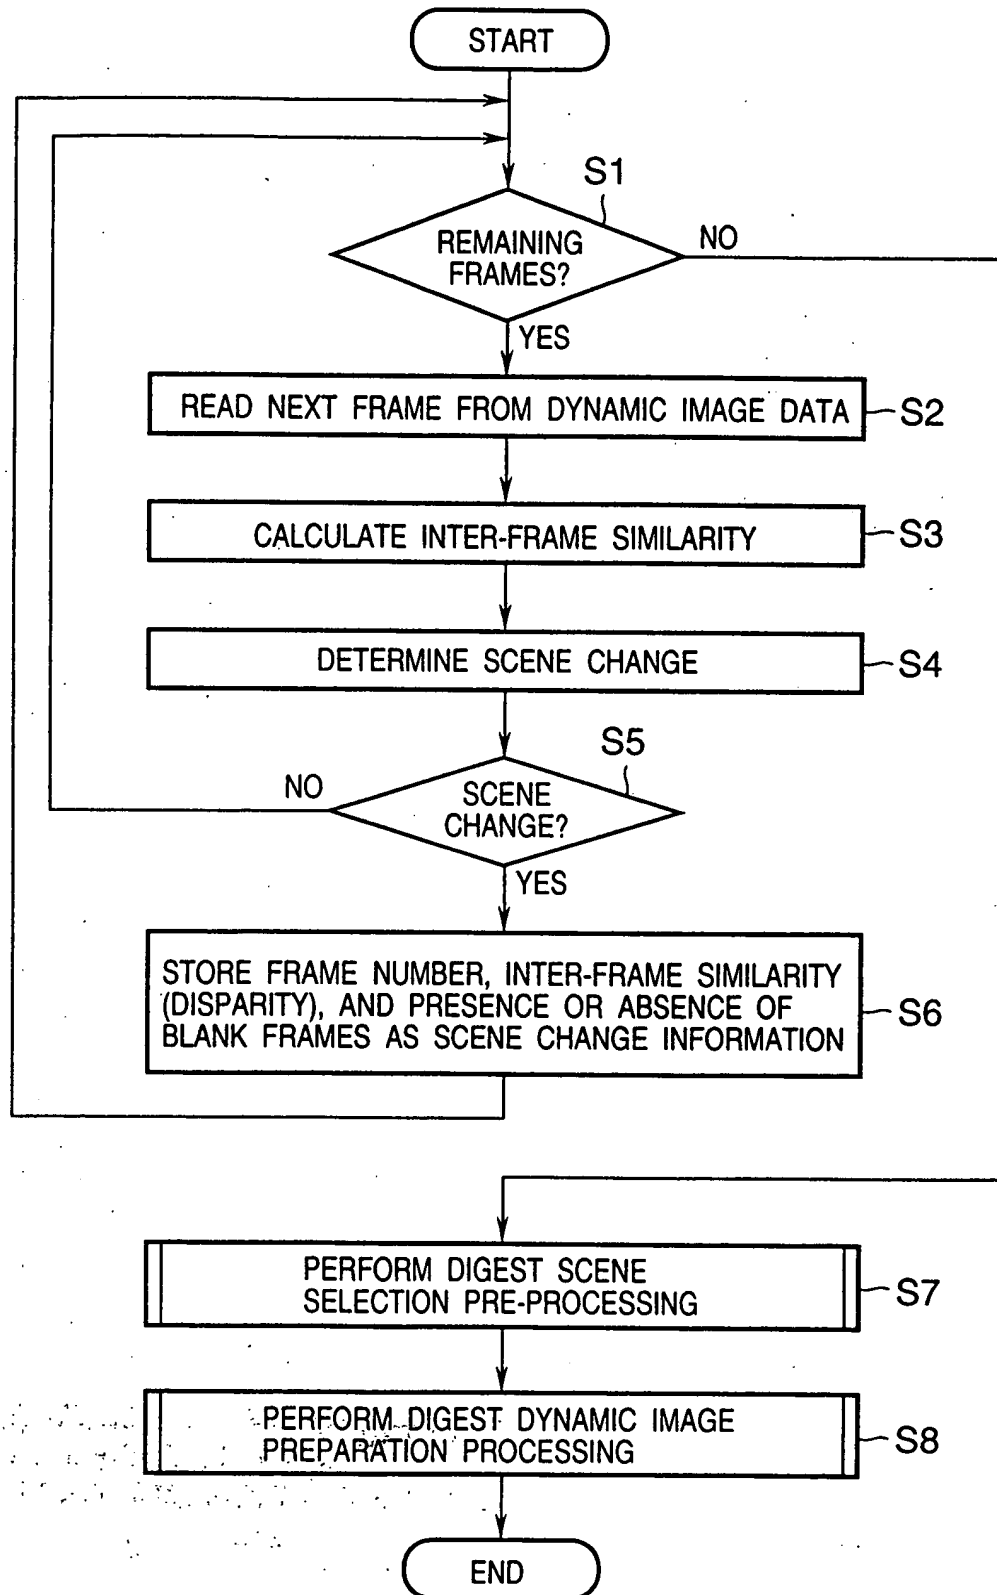 START
S1
REMAINING
FRAMES?
NO
YES
READ NEXT FRAME FROM DYNAMIC IMAGE DATA
S2
CALCULATE INTER-FRAME SIMILARITY
S3
DETERMINE SCENE CHANGE
S4
S5
NO
SCENE
CHANGE?
YES
STORE FRAME NUMBER, INTER-FRAME SIMILARITY
(DISPARITY), AND PRESENCE OR ABSENCE OF
BLANK FRAMES AS SCENE CHANGE INFORMATION
S6
PERFORM DIGEST SCENE
SELECTION PRE-PROCESSING
S7
PERFORM DIGEST DYNAMIC IMAGE
PREPARATION PROCESSING
S8
END